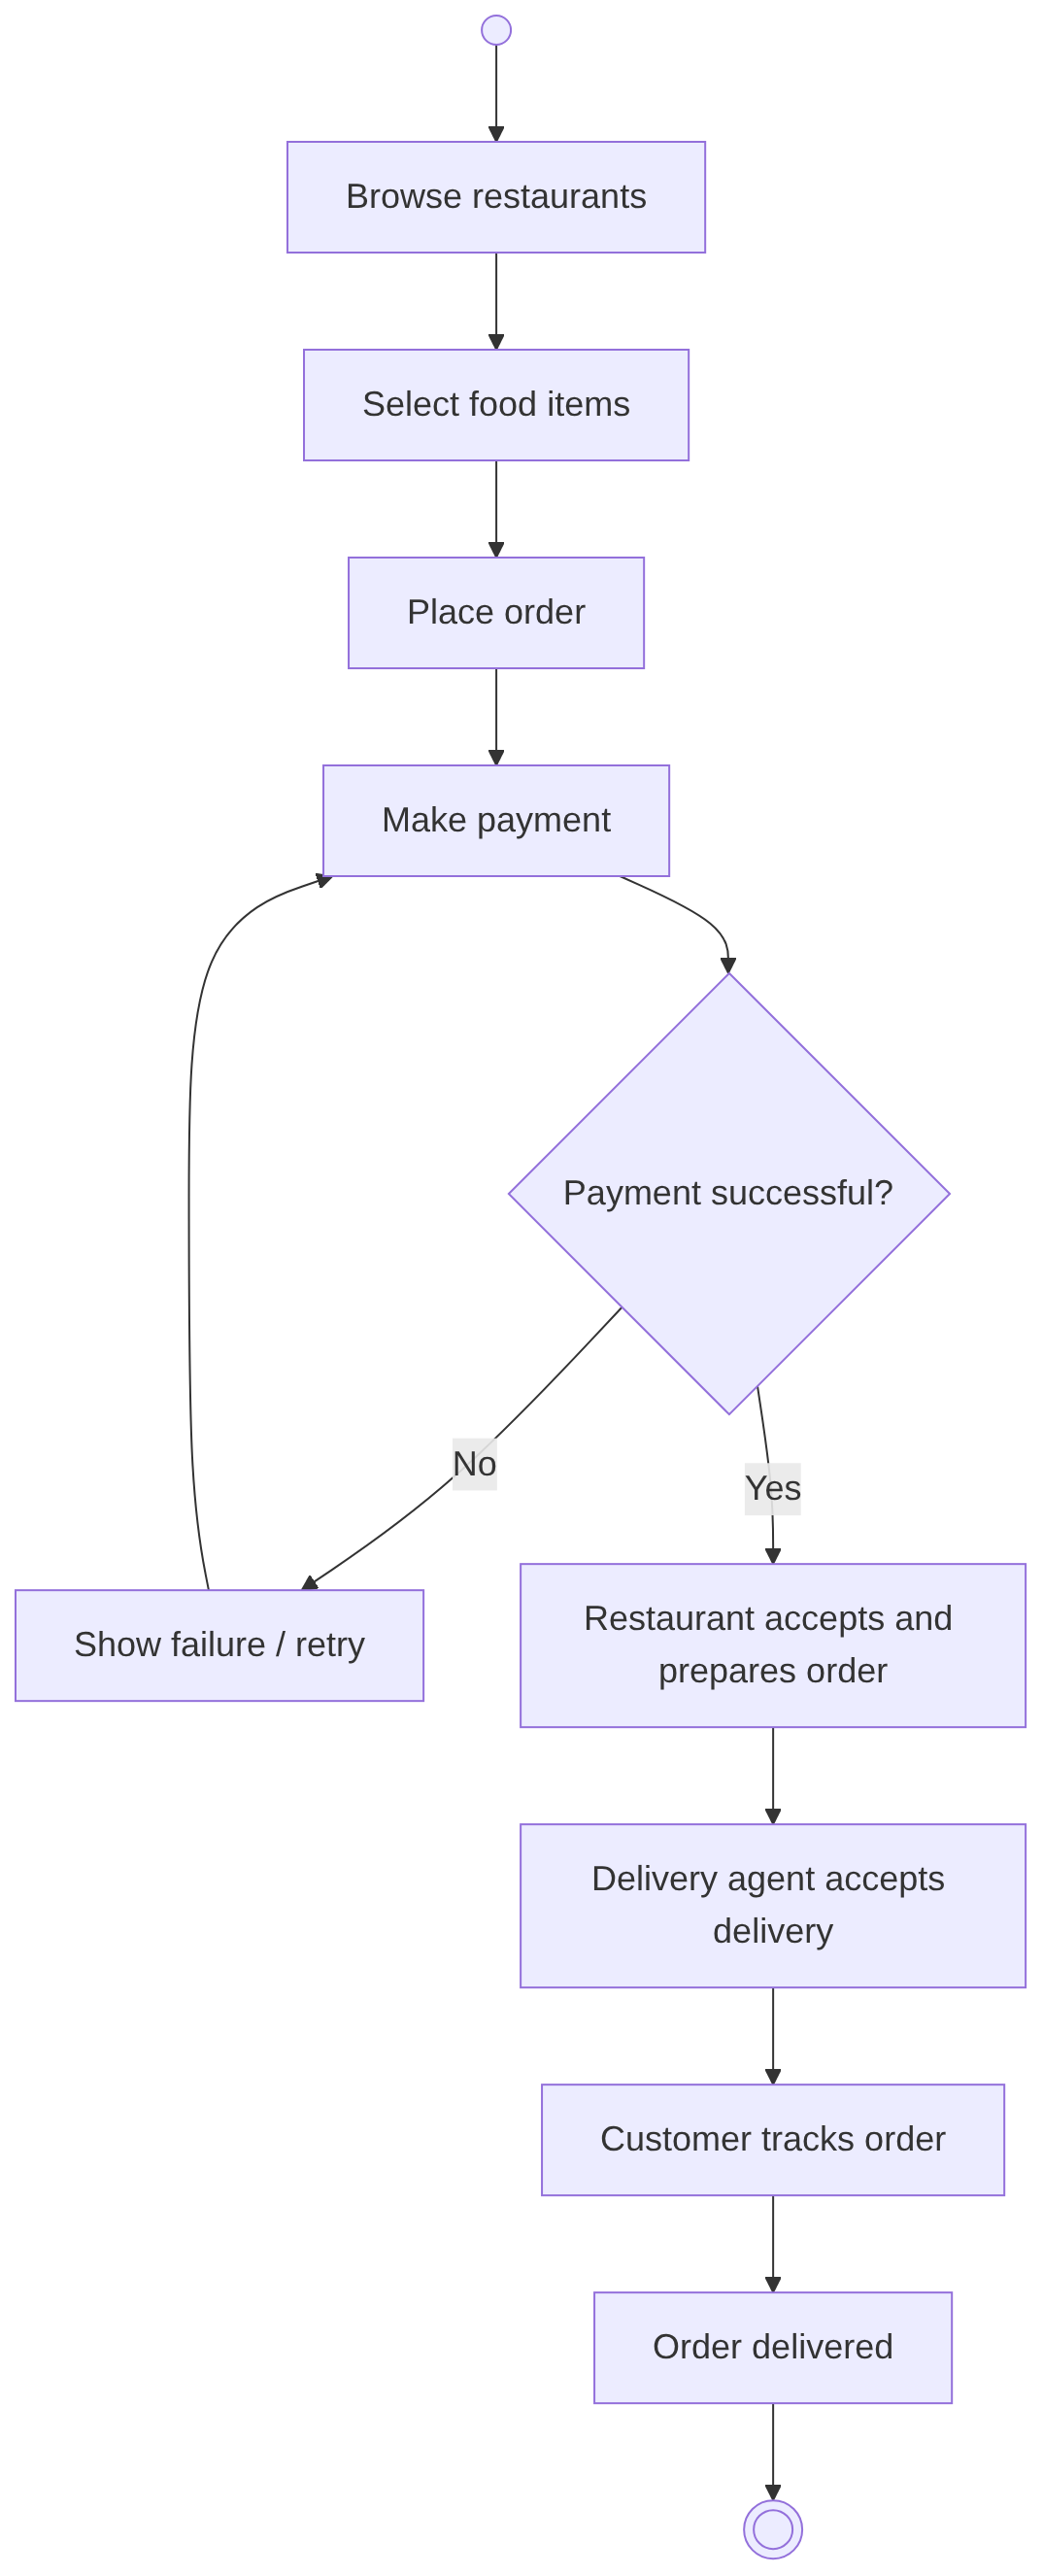 Browse restaurants
Select food items
Place order
Make payment
Payment successful?
No
Yes
Show failure / retry
Restaurant accepts and
prepares order
Delivery agent accepts
delivery
Customer tracks order
Order delivered